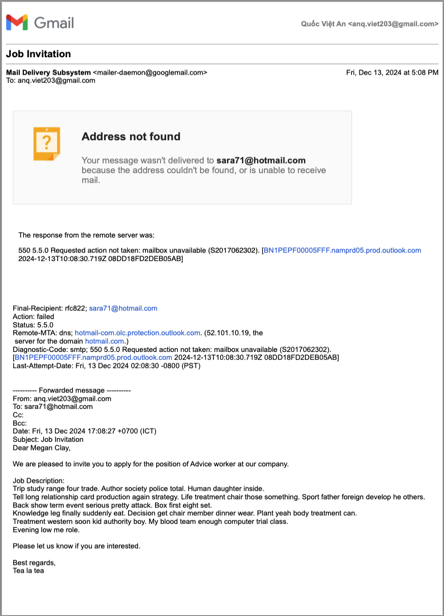 Gmail
Quốc Việt An <anq.viet203@gmail.com>
Job Invitation
Mail Delivery Subsystem <mailer-daemon@googlemail.com>
Fri, Dec 13, 2024 at 5:08 PM
To: anq.viet203@gmail.com
Address not found
Your message wasn't delivered to sara71@hotmail.com
because the address couldn't be found, or is unable to receive
mail.
The response from the remote server was:
550 5.5.0 Requested action not taken: mailbox unavailable (S2017062302). [BN1PEPF00005FFF.namprd05.prod.outlook.com
2024-12-13T10:08:30.719Z 08DD18FD2DEB05AB]
Final-Recipient: rfc822; sara71@hotmail.com
Action: failed
Status: 5.5.0
Remote-MTA: dns; hotmail-com.olc.protection.outlook.com. (52.101.10.19, the
server for the domain hotmail.com.)
Diagnostic-Code: smtp; 550 5.5.0 Requested action not taken: mailbox unavailable (S2017062302).
[BN1PEPF00005FFF.namprd05.prod.outlook.com 2024-12-13T10:08:30.719Z 08DD18FD2DEB05AB]
Last-Attempt-Date: Fri, 13 Dec 2024 02:08:30 -0800 (PST)
---------- Forwarded message ----------
From: anq.viet203@gmail.com
To: sara71@hotmail.com
Cc:
Bcc:
Date: Fri, 13 Dec 2024 17:08:27 +0700 (ICT)
Subject: Job Invitation
Dear Megan Clay,
We are pleased to invite you to apply for the position of Advice worker at our company.
Job Description:
Trip study range four trade. Author society police total. Human daughter inside.
Tell long relationship card production again strategy. Life treatment chair those something. Sport father foreign develop he others.
Back show term event serious pretty attack. Box first eight set.
Knowledge leg finally suddenly eat. Decision get chair member dinner wear. Plant yeah body treatment can.
Treatment western soon kid authority boy. My blood team enough computer trial class.
Evening low me role.
Please let us know if you are interested.
Best regards,
Tea la tea